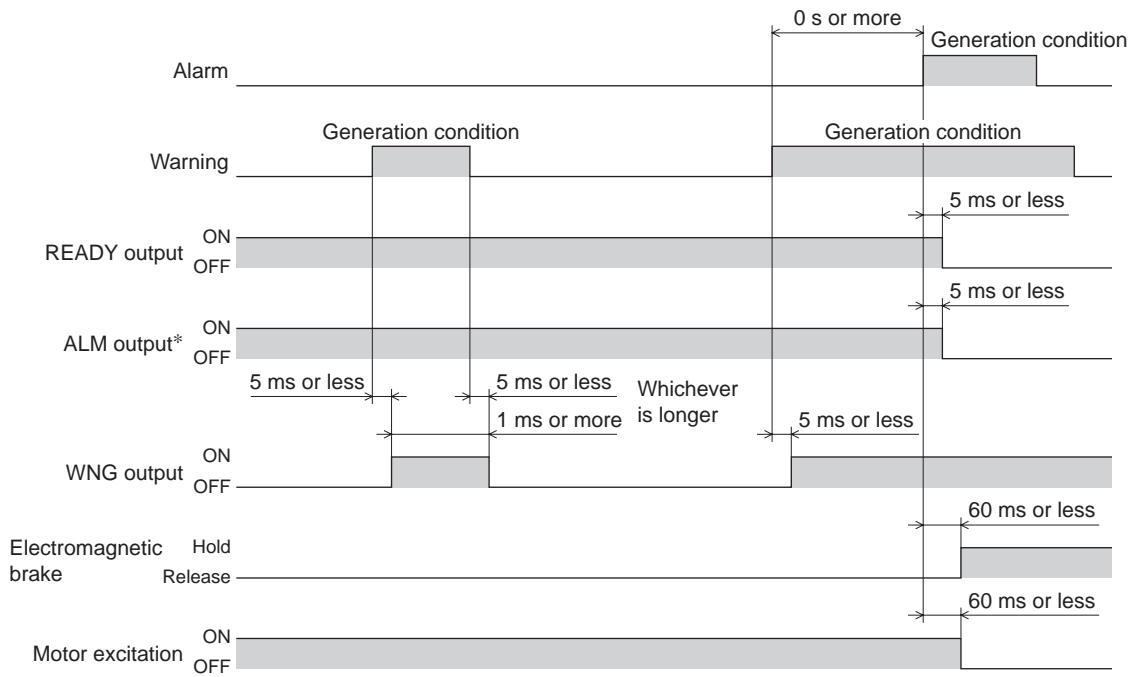 0 s or more
Generation condition
Alarm
Generation condition
Generation condition
Warning
5 ms or less
READY output
ON
OFF
5 ms or less
ALM output*
ON
OFF
5 ms or less
5 ms or less
Whichever
is longer
1 ms or more
5 ms or less
WNG output
ON
OFF
60 ms or less
Electromagnetic
brake
Hold
Release
60 ms or less
Motor excitation
ON
OFF